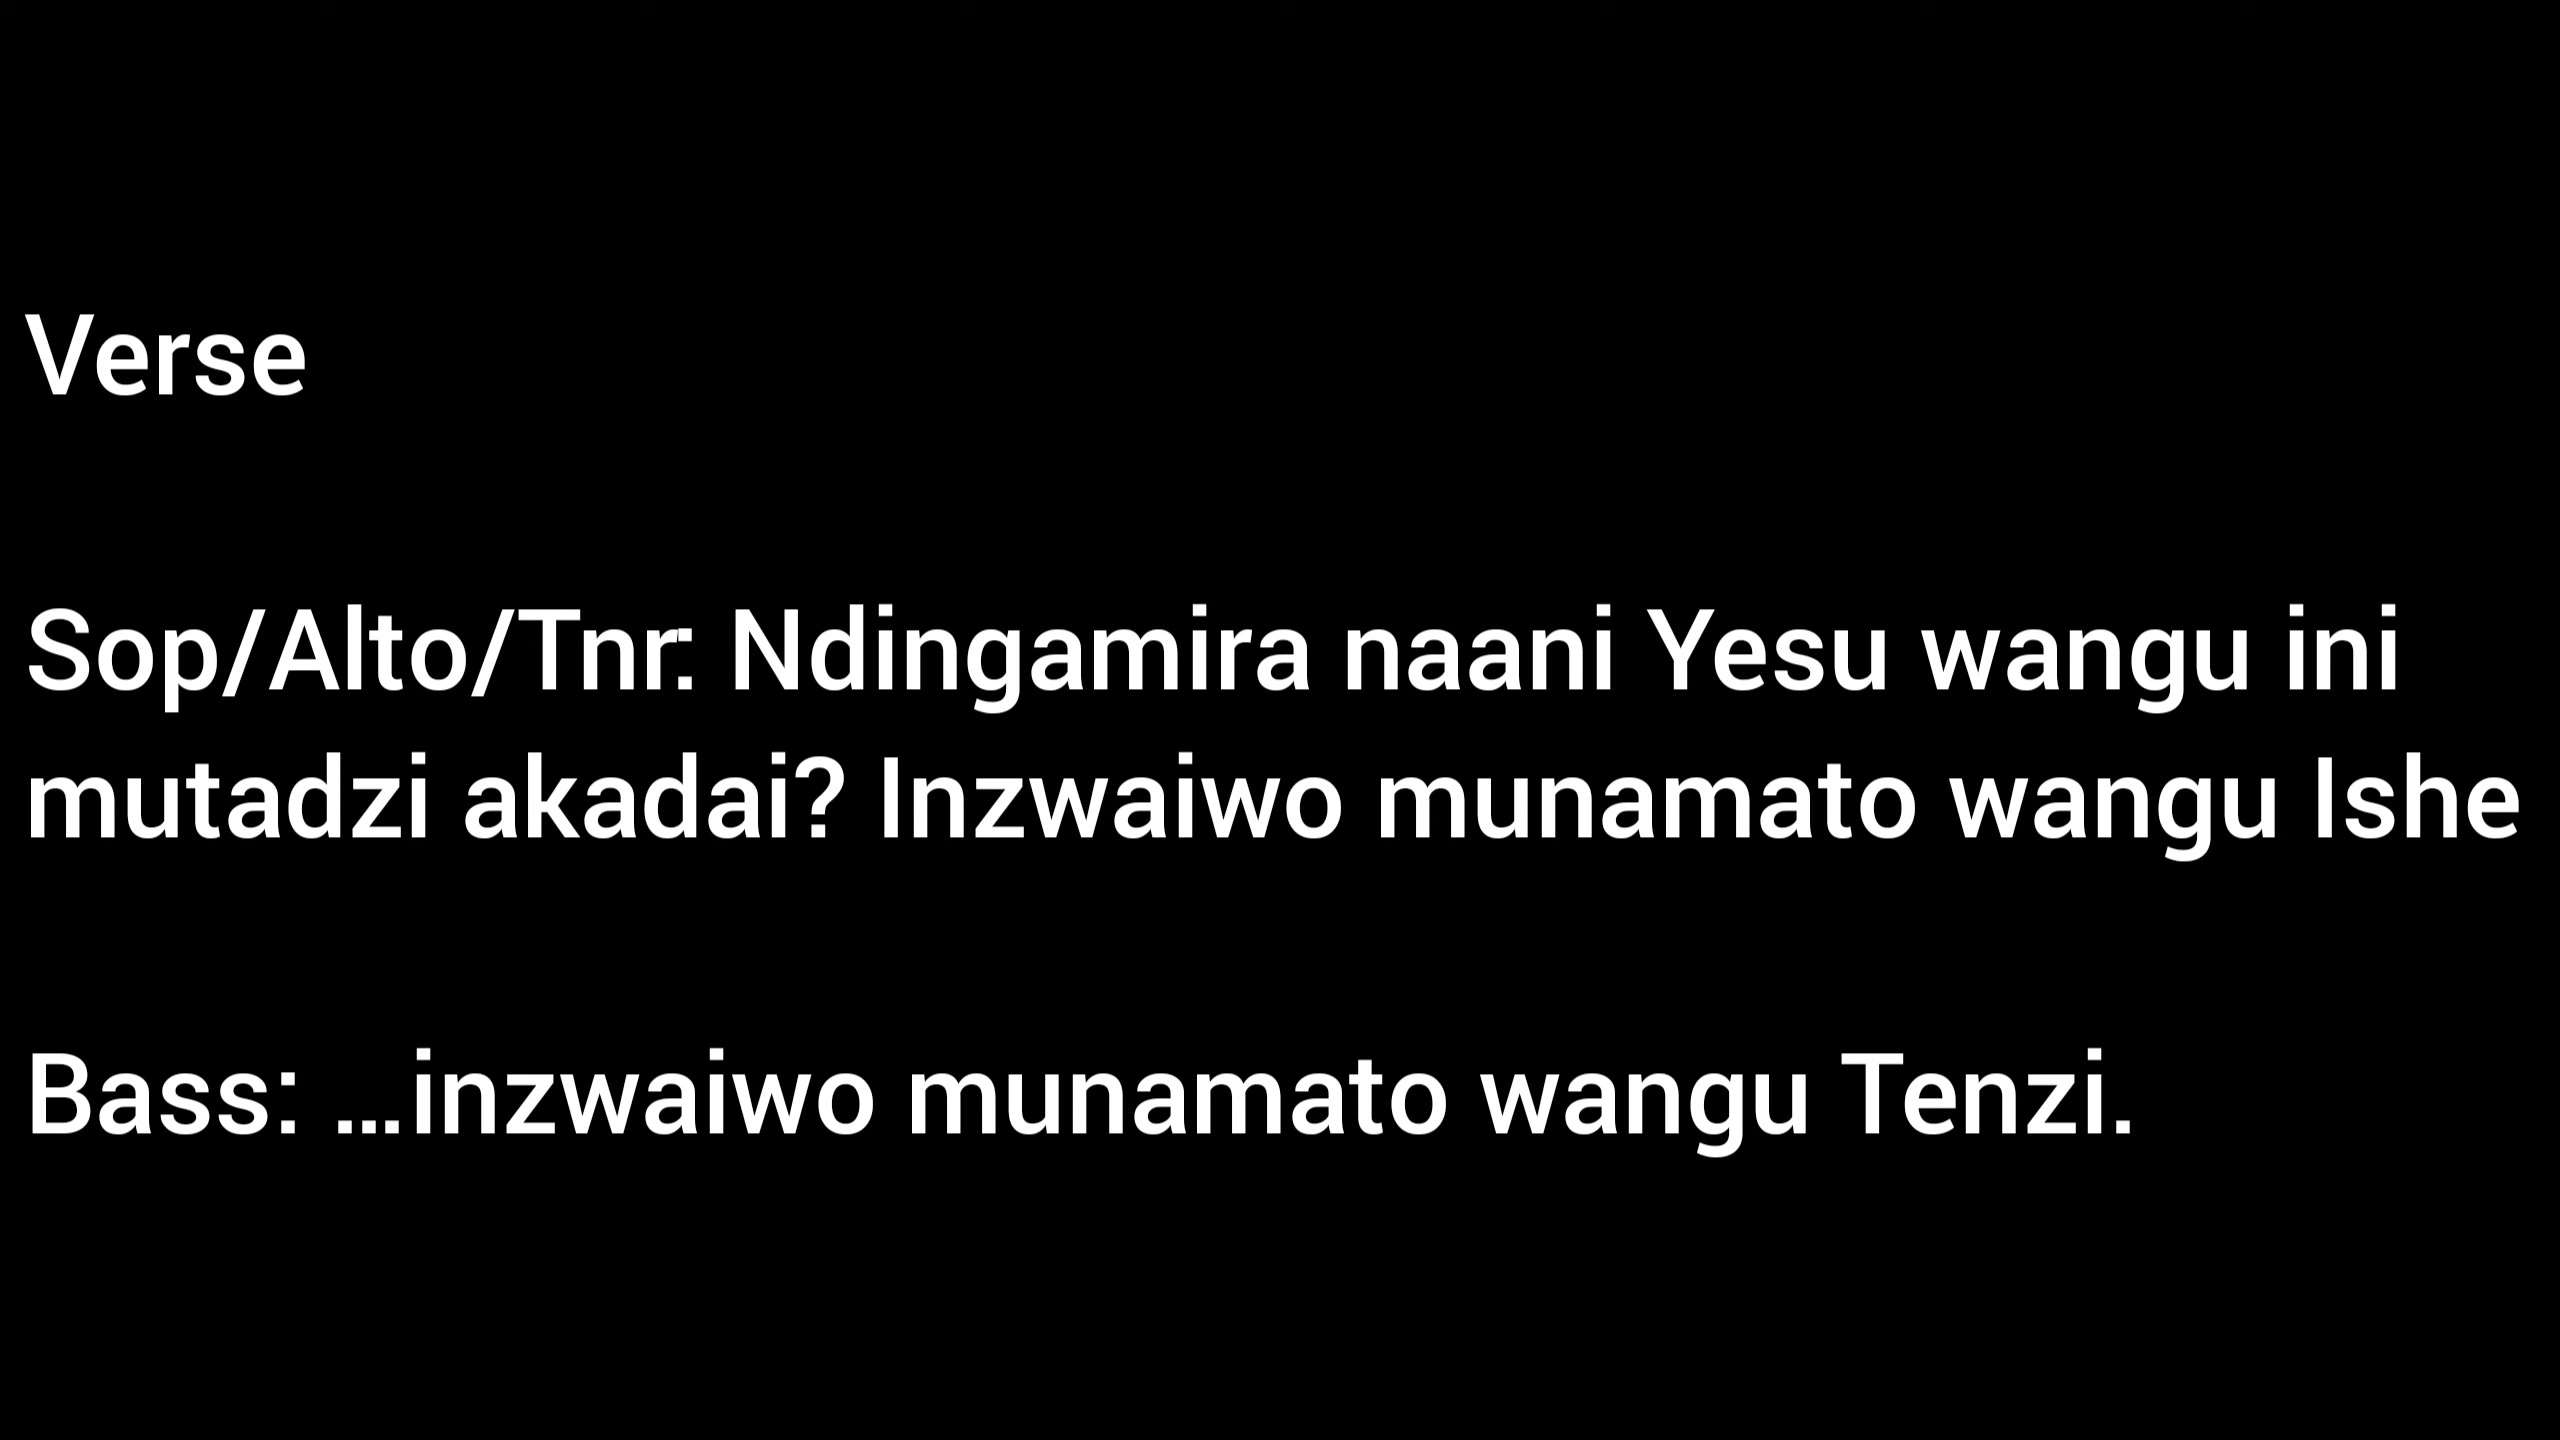 Verse
Sop/Alto/Tnr: Ndingamira naani Yesu wangu ini
mutadzi akadai? Inzwaiwo munamato wangu Ishe
Bass: ...inzwaiwo munamato wangu Tenzi.